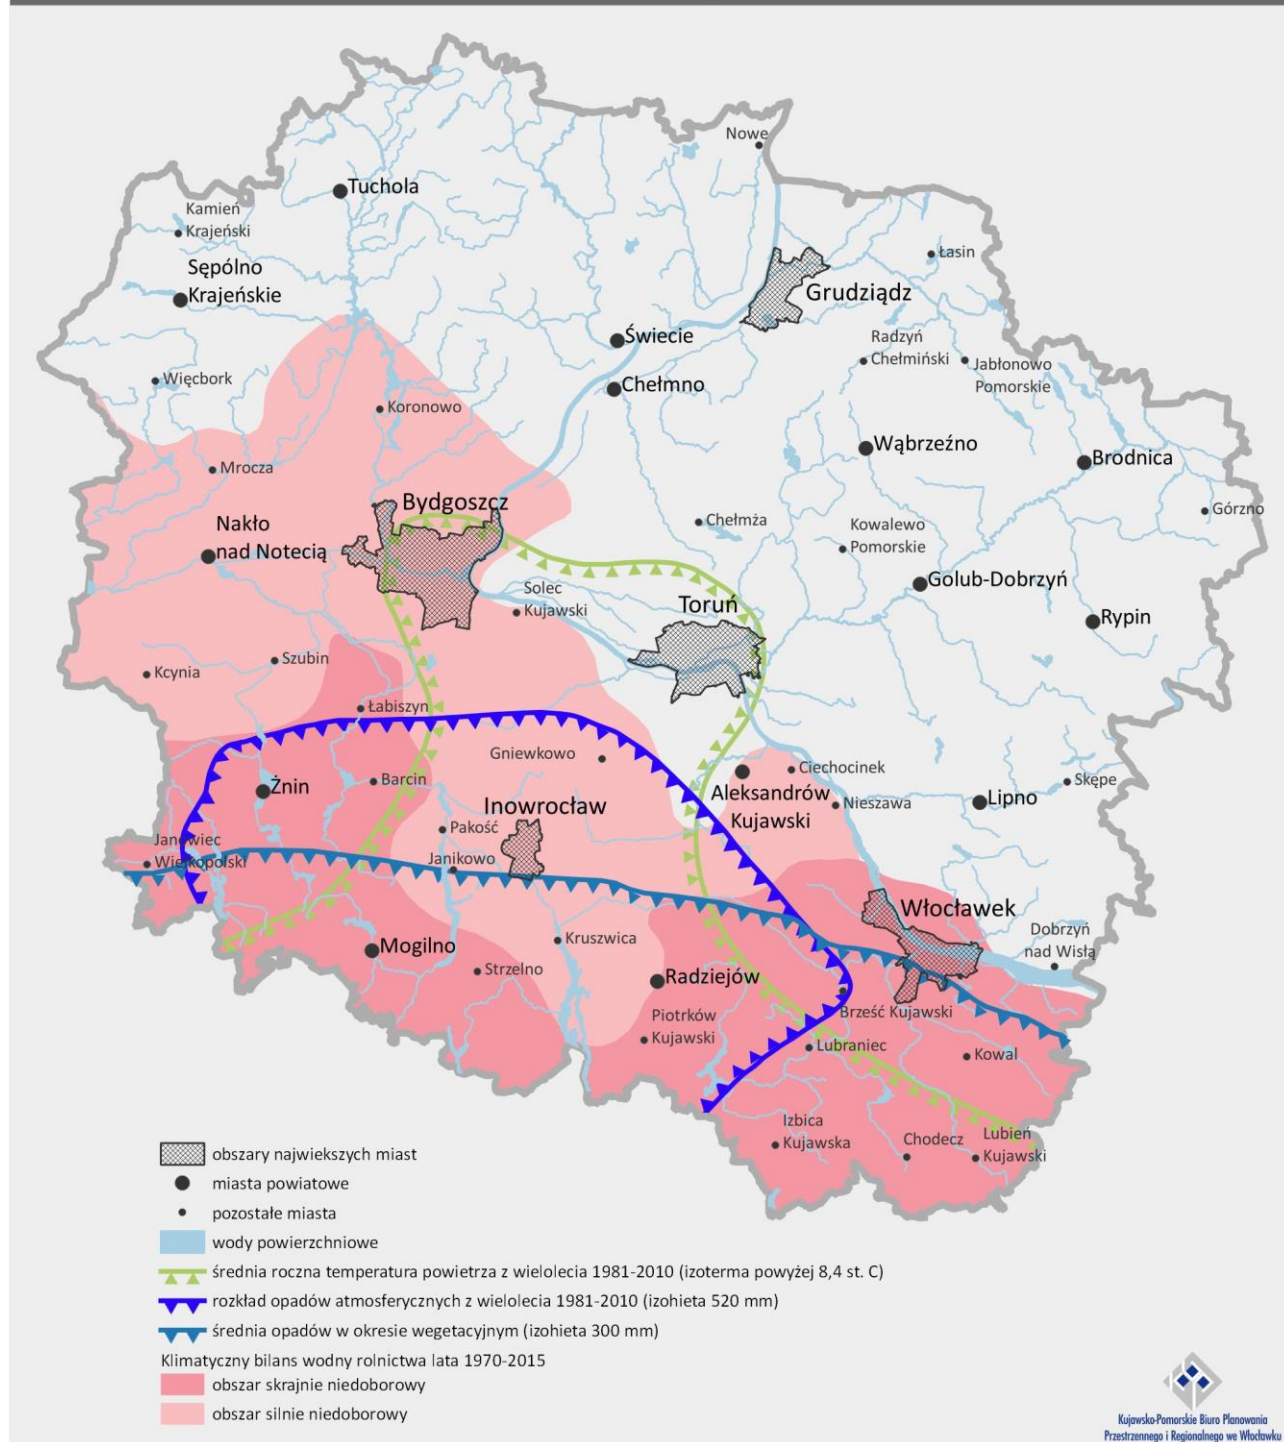 Nowe
Tuchola
Kamień
Krajeński
Sępólno
Krajeńskie
Łasin
Grudziądz
Świecie
Radzyń
Chełmiński
Jabłonowo
Pomorskie
Więcbork
Chełmno
Koronowo
Wąbrzeźno
Brodnica
Mrocza
Bydgoszcz
Górzno
Nakło
nad Notecią
Chełmża
Kowalewo
Pomorskie
Golub-Dobrzyń
Solec
Kujawski
Toruń
Rypin
Szubin
Kcynia
Łabiszyn
Gniewkowo
Ciechocinek
Skępe
Barcin
Żnin
Aleksandrów
Kujawski
Nieszawa
Lipno
Inowrocław
Pakość
Janowiec
Wielkopolski
Janikowo
Włocławek
Dobrzyń
nad Wisłą
Mogilno
Kruszwica
Strzelno
Radziejów
Brześć Kujawski
Piotrków
Kujawski
Lubraniec
Kowal
Izbica
Kujawska
Chodecz
Lubień
Kujawski
obszary najwiekszych miast
miasta powiatowe
pozostałe miasta
wody powierzchniowe
średnia roczna temperatura powietrza z wielolecia 1981-2010 (izoterma powyżej 8,4 st. C)
rozkład opadów atmosferycznych z wielolecia 1981-2010 (izohieta 520 mm)
średnia opadów w okresie wegetacyjnym (izohieta 300 mm)
Klimatyczny bilans wodny rolnictwa lata 1970-2015
obszar skrajnie niedoborowy
obszar silnie niedoborowy
Kujawsko-Pomorskie Biuro Planowania
Przestrzennego i Regionalnego we Włocławku